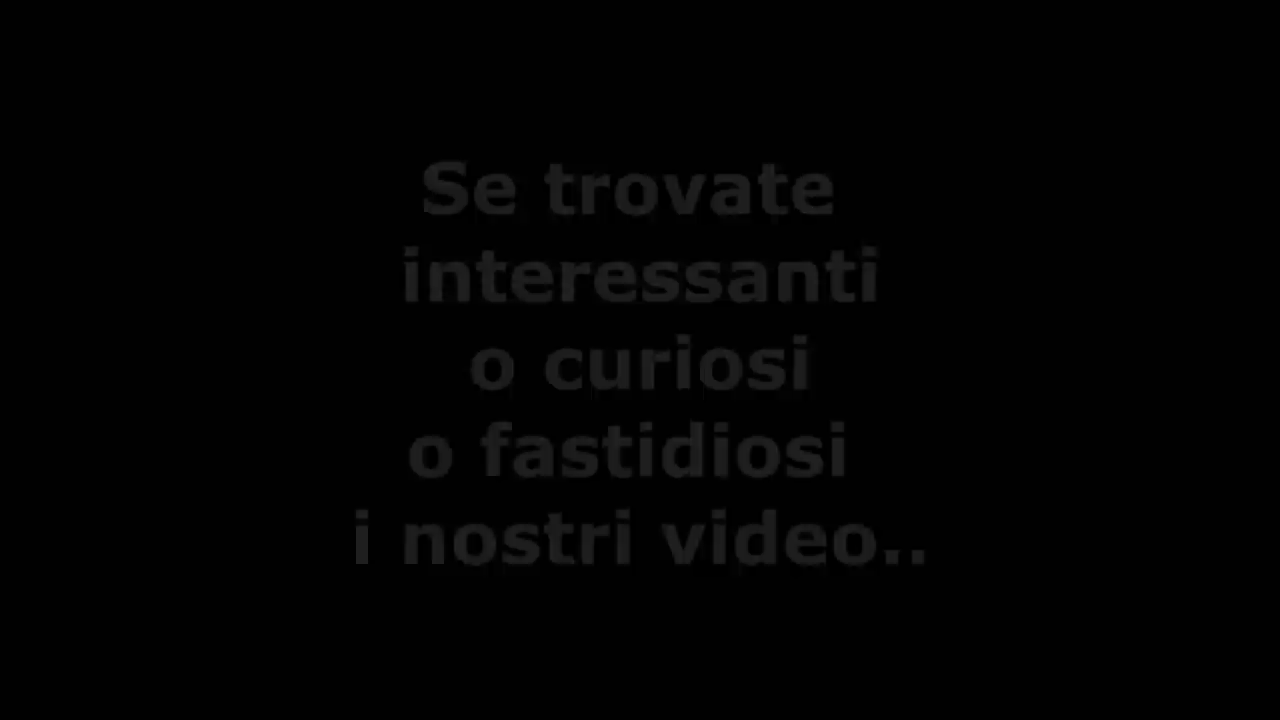 Se trovate
interessanti
o curiosi
o fastidiosi
i nostri video..